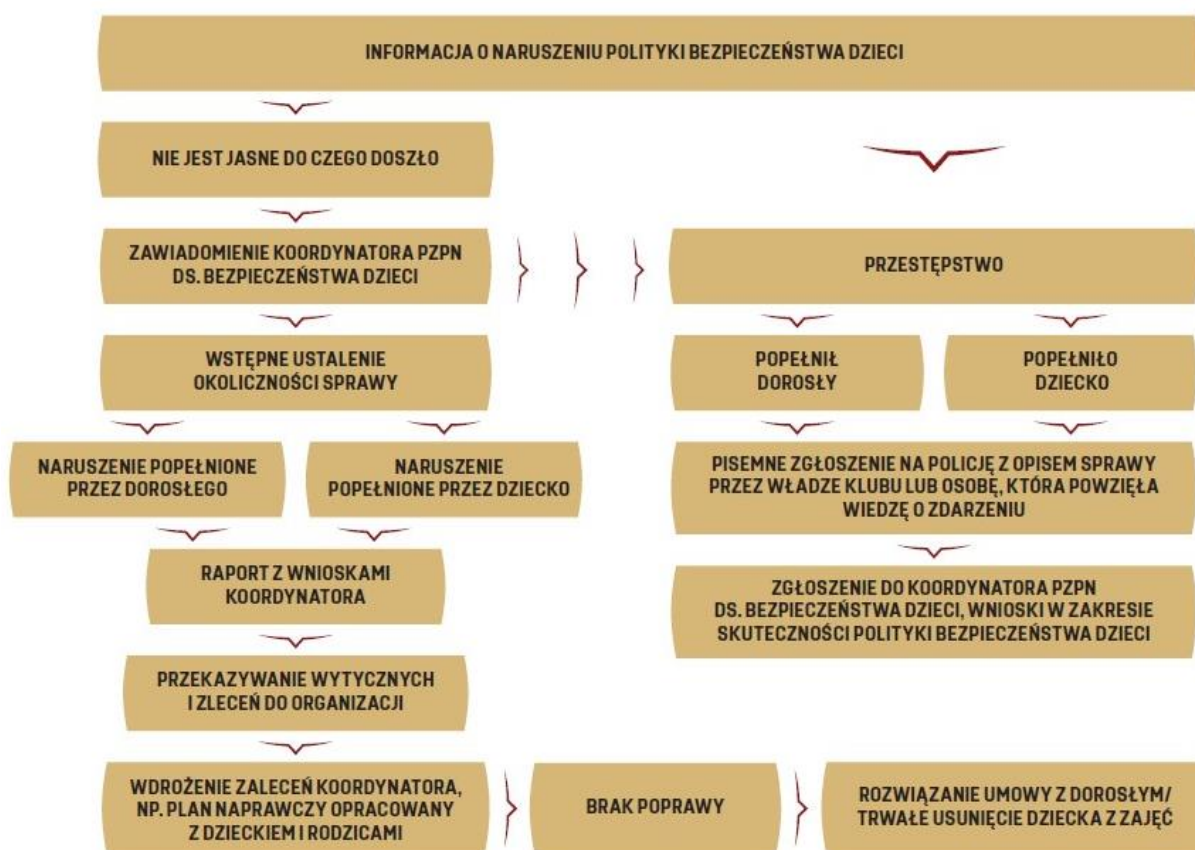 INFORMACJA O NARUSZENIU POLITYKI BEZPIECZEŃSTWA DZIECI
NIE JEST JASNE DO CZEGO DOSZŁO
ZAWIADOMIENIE KOORDYNATORA PZPN
DS. BEZPIECZEŃSTWA DZIECI
PRZESTĘPSTWO
WSTĘPNE USTALENIE
OKOLICZNOŚCI SPRAWY
POPEŁNIŁ
DOROSŁY
POPEŁNIŁO
DZIECKO
NARUSZENIE POPEŁNIONE
PRZEZ DOROSŁEGO
NARUSZENIE
POPEŁNIONE PRZEZ DZIECKO
PISEMNE ZGŁOSZENIE NA POLICJĘ Z OPISEM SPRAWY
PRZEZ WŁADZE KLUBU LUB OSOBĘ, KTÓRA POWZIĘŁA
WIEDZĘ O ZDARZENIU
RAPORT Z WNIOSKAMI
KOORDYNATORA
ZGŁOSZENIE DO KOORDYNATORA PZPN
DS. BEZPIECZEŃSTWA DZIECI, WNIOSKI W ZAKRESIE
SKUTECZNOŚCI POLITYKI BEZPIECZEŃSTWA DZIECI
PRZEKAZYWANIE WYTYCZNYCH
I ZLECEŃ DO ORGANIZACJI
WDROŻENIE ZALECEŃ KOORDYNATORA,
NP. PLAN NAPRAWCZY OPRACOWANY
Z DZIECKIEM I RODZICAMI
BRAK POPRAWY
ROZWIĄZANIE UMOWY Z DOROSŁYM/
TRWAŁE USUNIĘCIE DZIECKA Z ZAJĘĆ